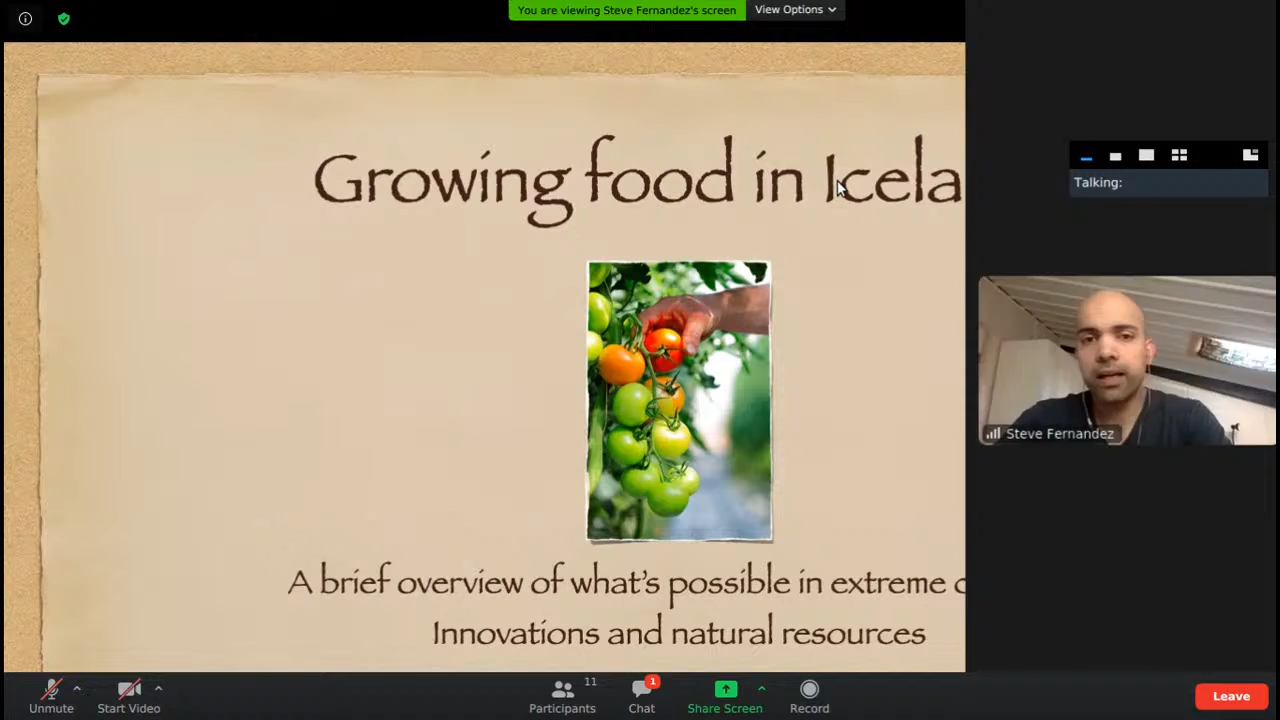 You are viewing Steve Fernandez's screen
View Options
Growing food in Icela
Talking:
Steve Fernandez
A brief overview of what's possible in extreme c
Innovations and natural resources
Unmute
Start Video
11
Participants
1
Chat
Share Screen
Record
Leave